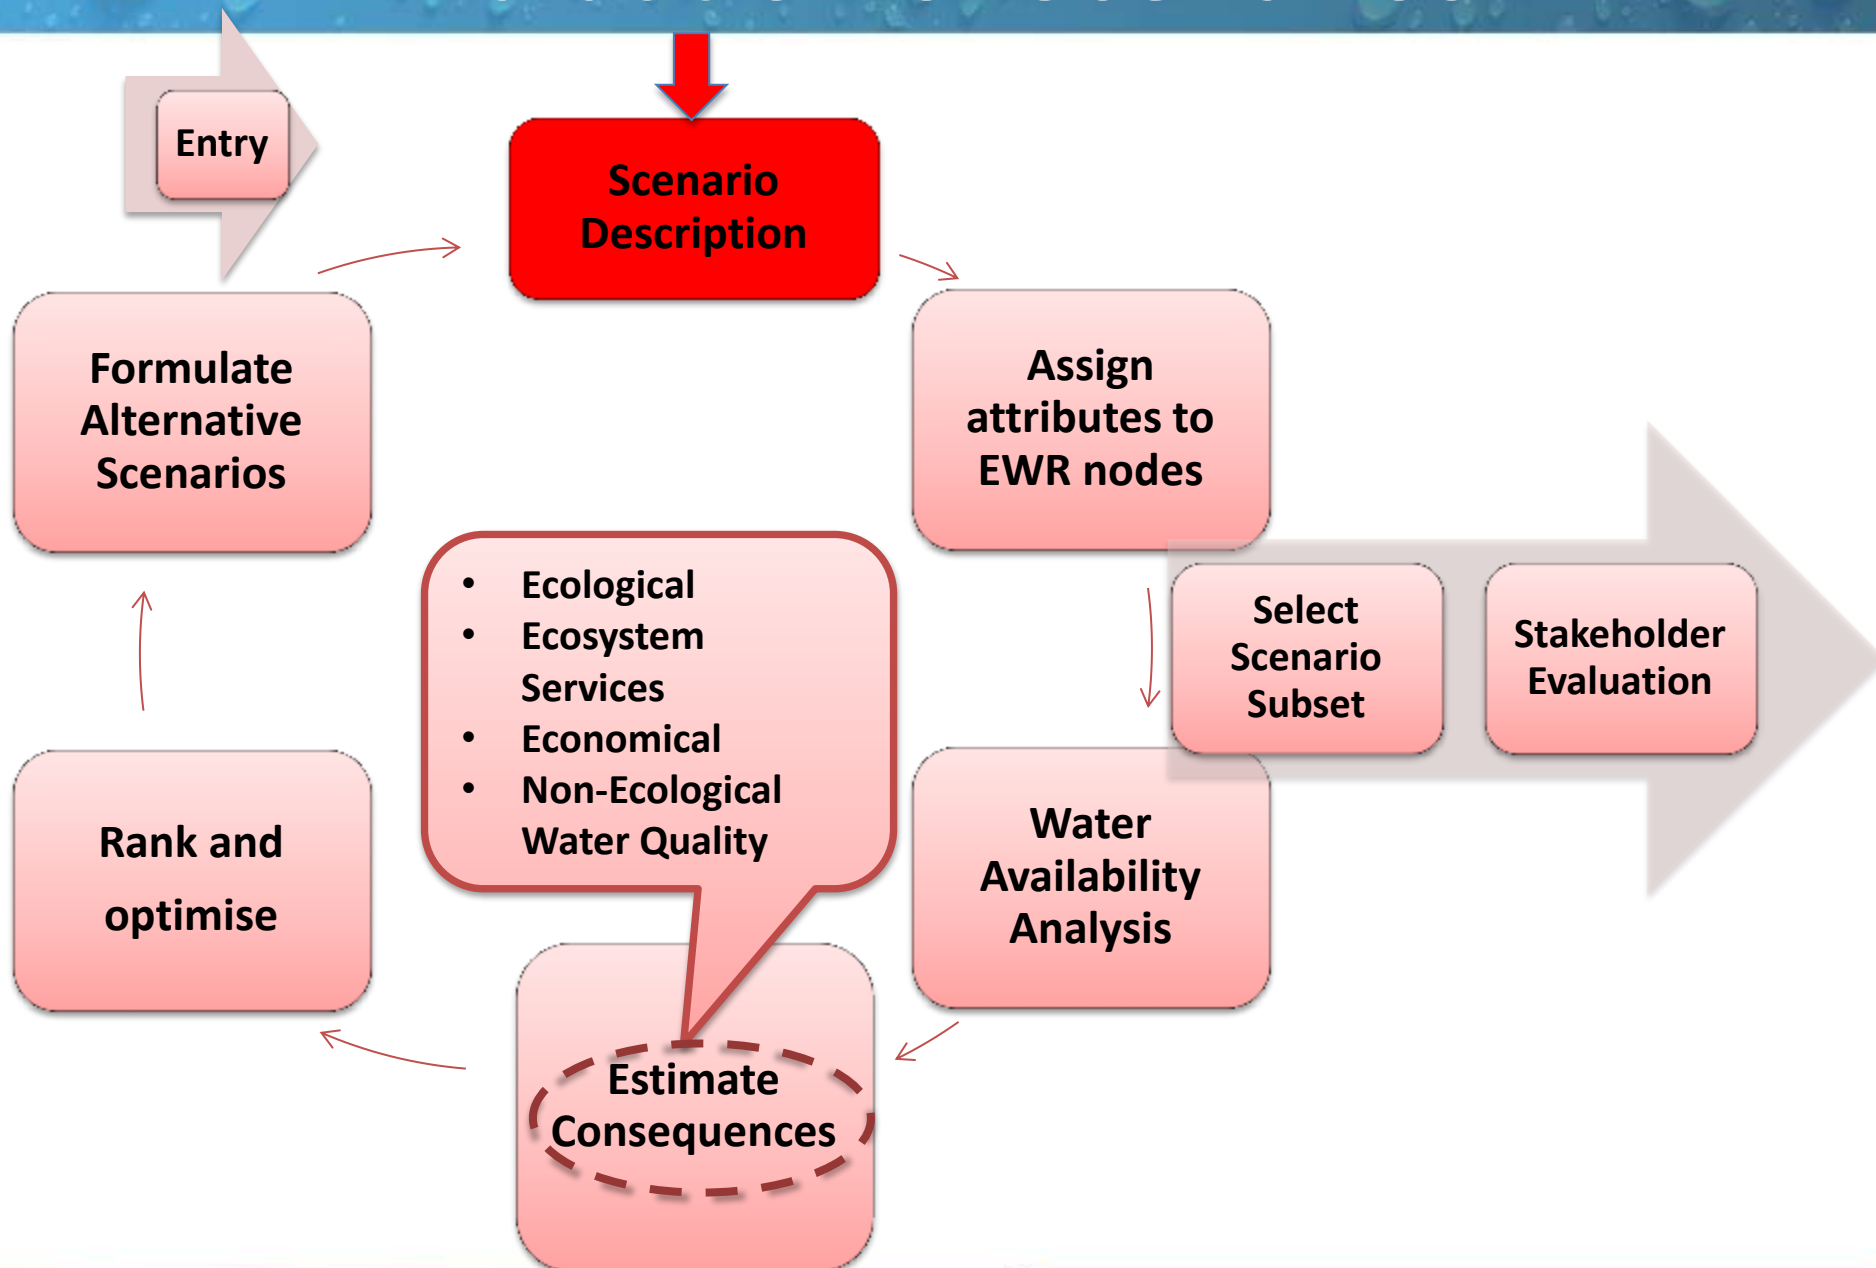 Entry
Scenario
Description
Formulate
Alternative
Scenarios
Assign
attributes to
EWR nodes
• Ecological
• Ecosystem
Services
• Economical
• Non-Ecological
Water Quality
Select
Scenario
Subset
Stakeholder
Evaluation
Rank and
optimise
Water
Availability
Analysis
Estimate
Consequences